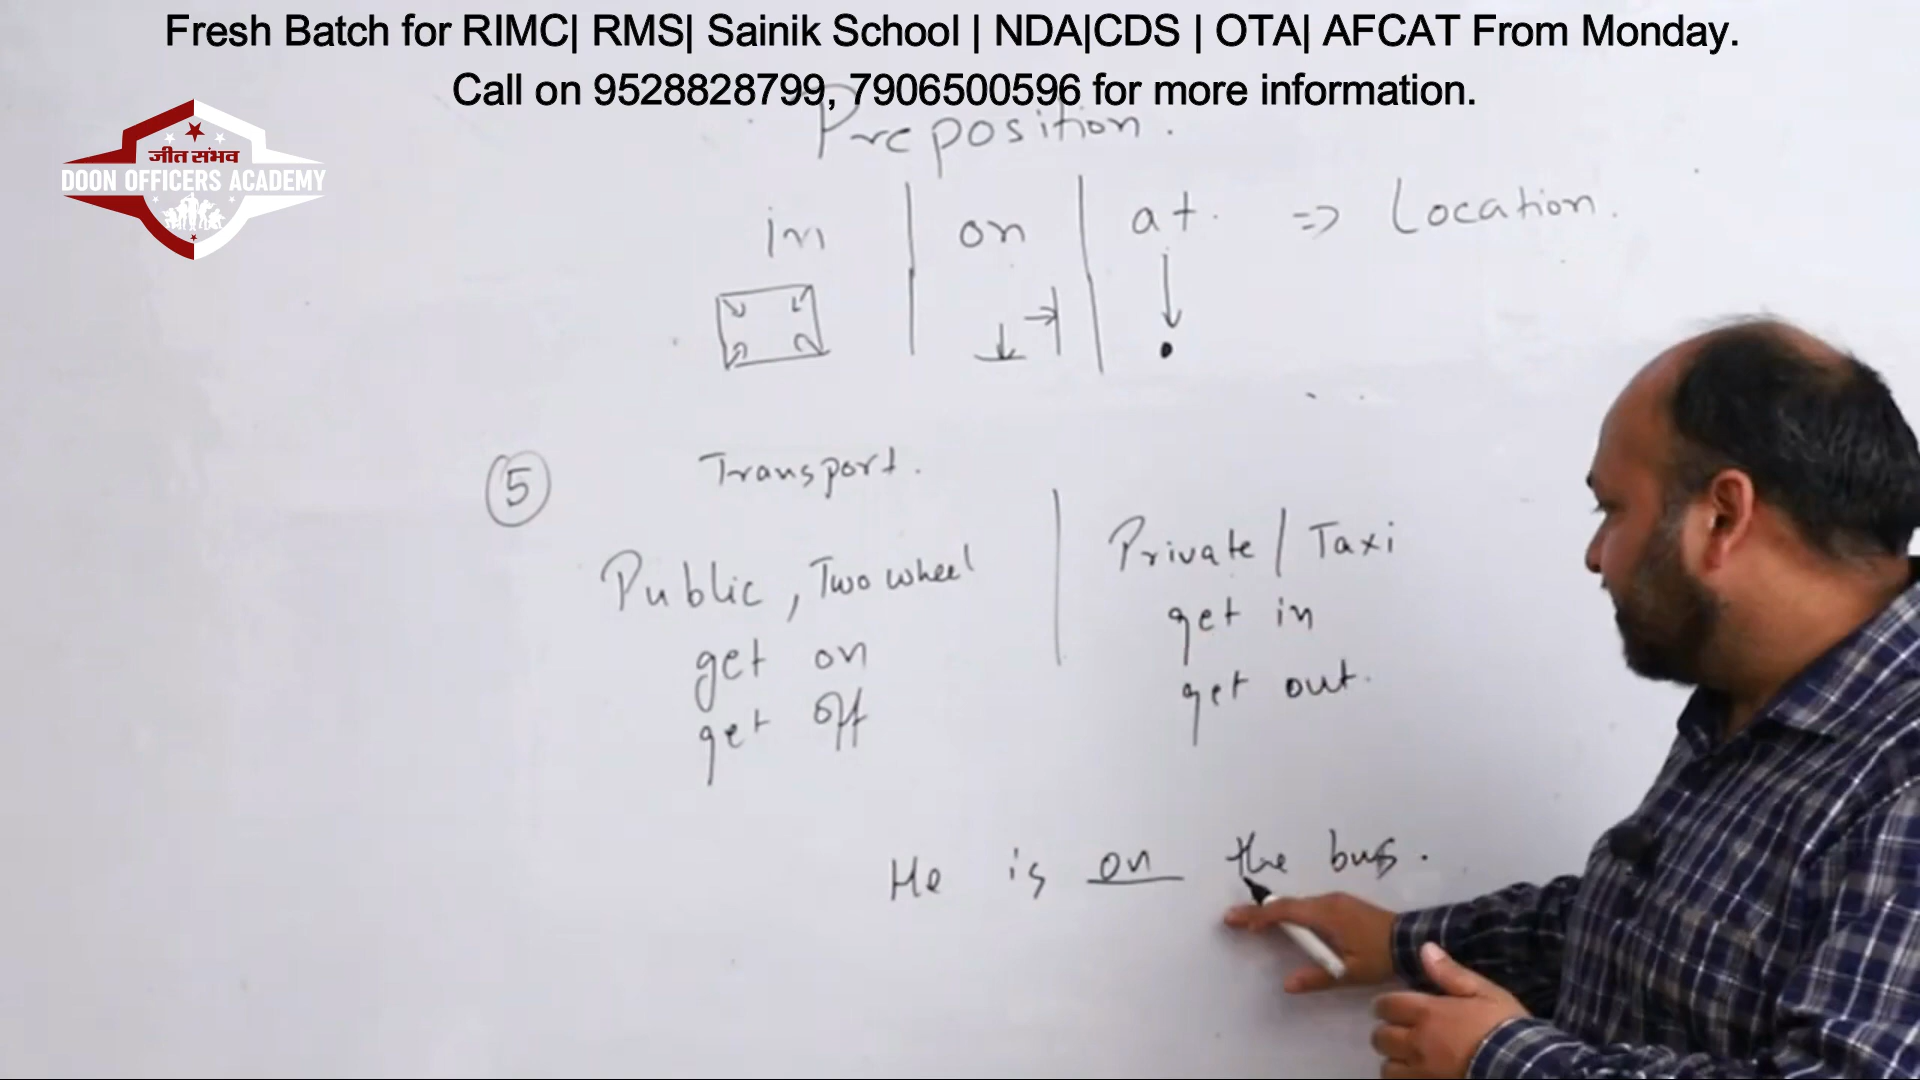 Fresh Batch for RIMC| RMS| Sainik School | NDA|CDS | OTA| AFCAT From Monday.
Call on 9528828799, 7906500596 for more information.
Preposition.
जीत संभव
DOON OFFICERS ACADEMY
in | on | at. => Location.
5 Transport.
Public, Two wheel | Private / Taxi
get on get in
get off get out.
He is on the bus.